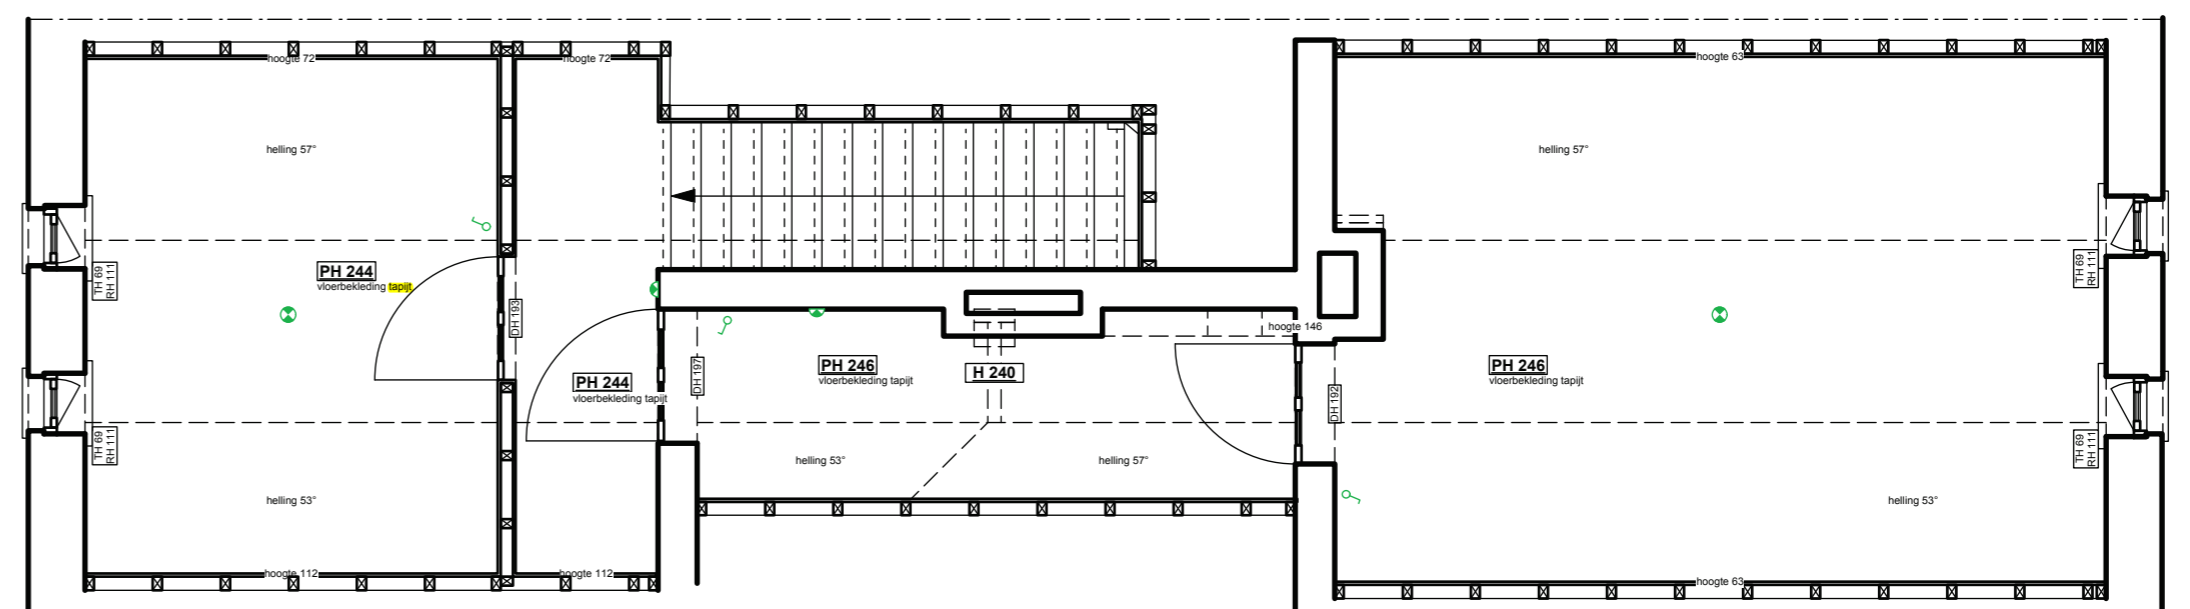 hoogte 72
hoogte 72
hoogte 63
helling 57°
helling 57°
PH 244
vloerbekleding tapijt
TH 69
RH 111
DH 193
TH 69
RH 111
hoogte 146
PH 246
vloerbekleding tapijt
H 240
PH 246
vloerbekleding tapijt
PH 244
vloerbekleding tapijt
DH 197
DH 192
TH 69
RH 111
TH 69
RH 111
helling 53°
helling 57°
helling 53°
helling 53°
hoogte 112
hoogte 112
hoogte 63